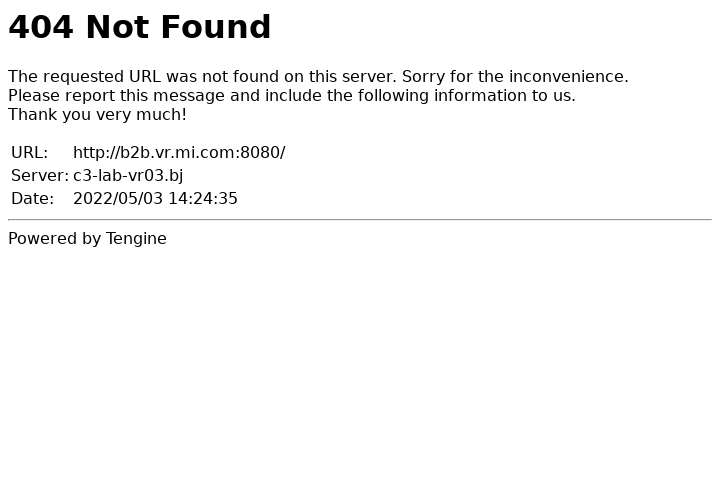 404 Not Found
The requested URL was not found on this server. Sorry for the inconvenience.
Please report this message and include the following information to us.
Thank you very much!
URL: http://b2b.vr.mi.com:8080/
Server: c3-lab-vr03.bj
Date: 2022/05/03 14:24:35
Powered by Tengine